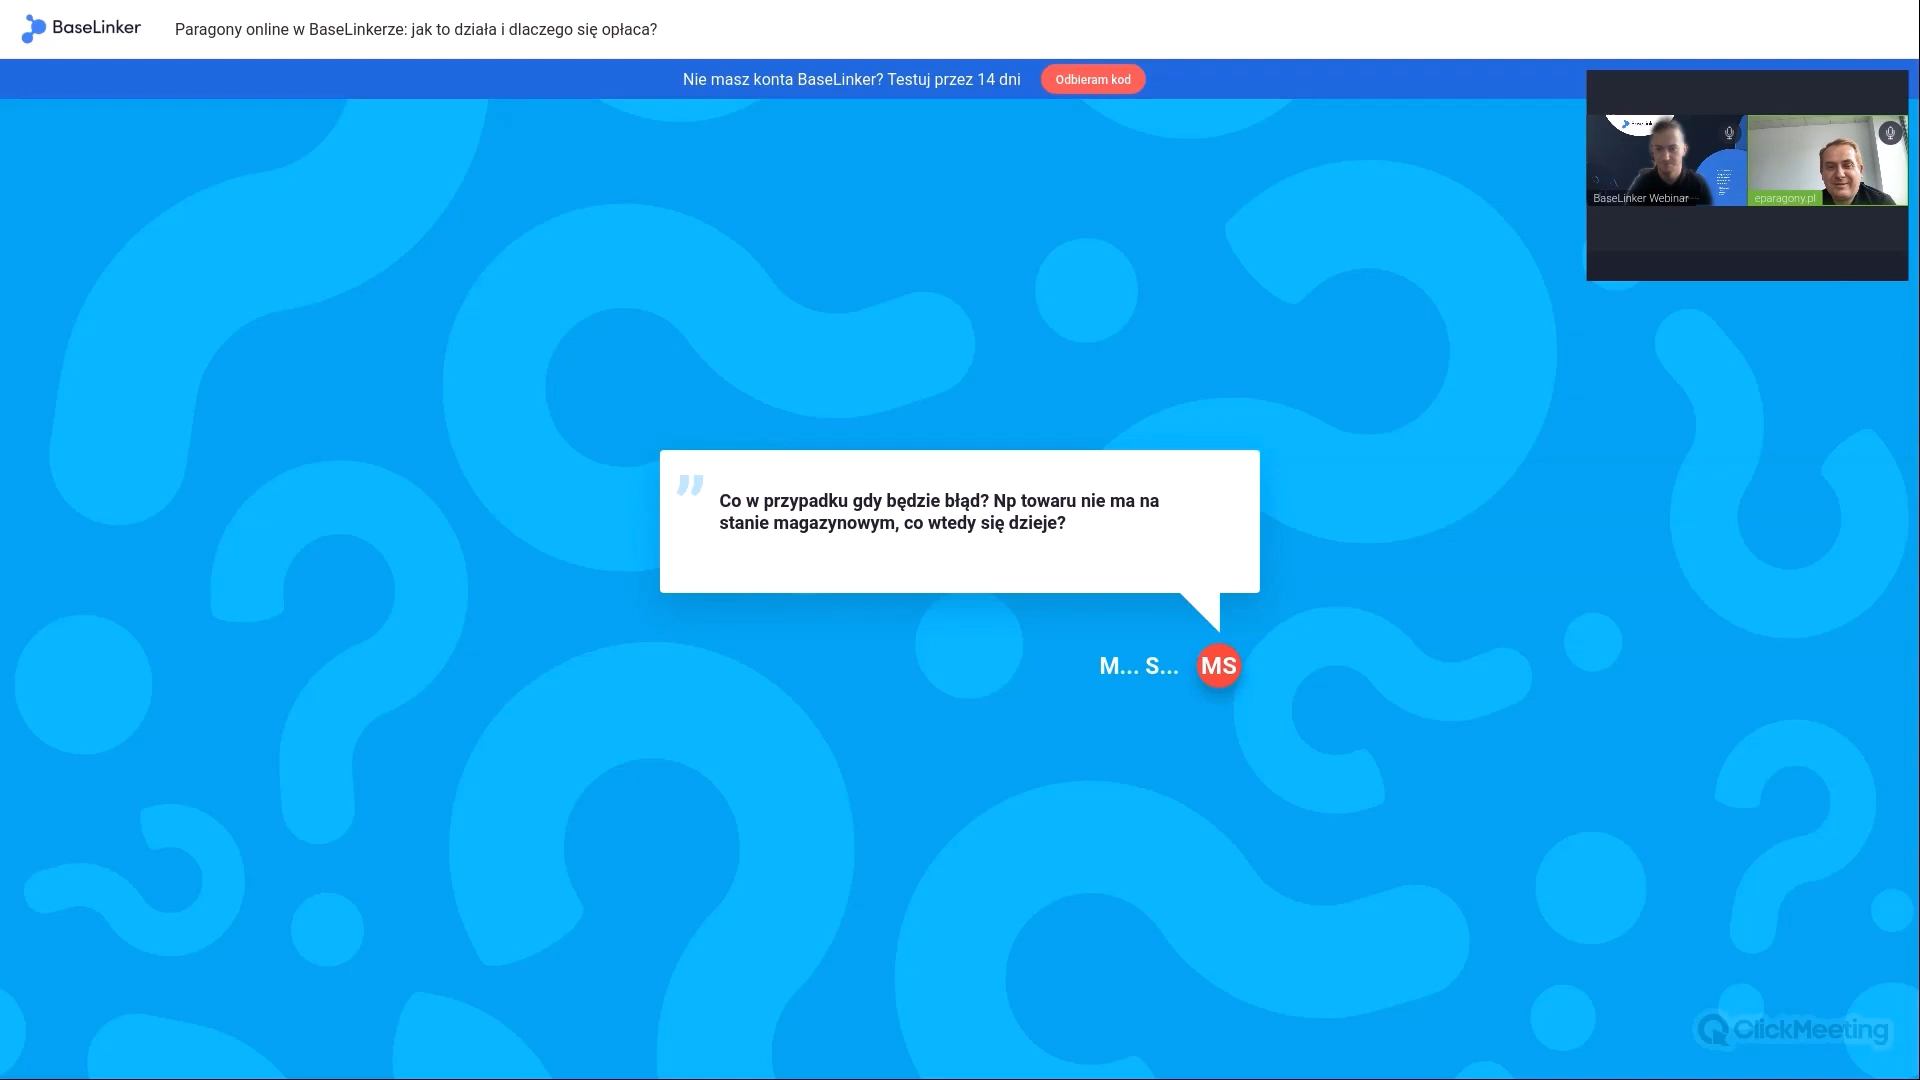 BaseLinker
Paragony online w BaseLinkerze: jak to działa i dlaczego się opłaca?
Nie masz konta BaseLinker? Testuj przez 14 dni
Odbieram kod
BaseLinker Webinar
eparagony.pl
Co w przypadku gdy będzie błąd? Np towaru nie ma na
stanie magazynowym, co wtedy się dzieje?
M... S...
MS
ClickMeeting